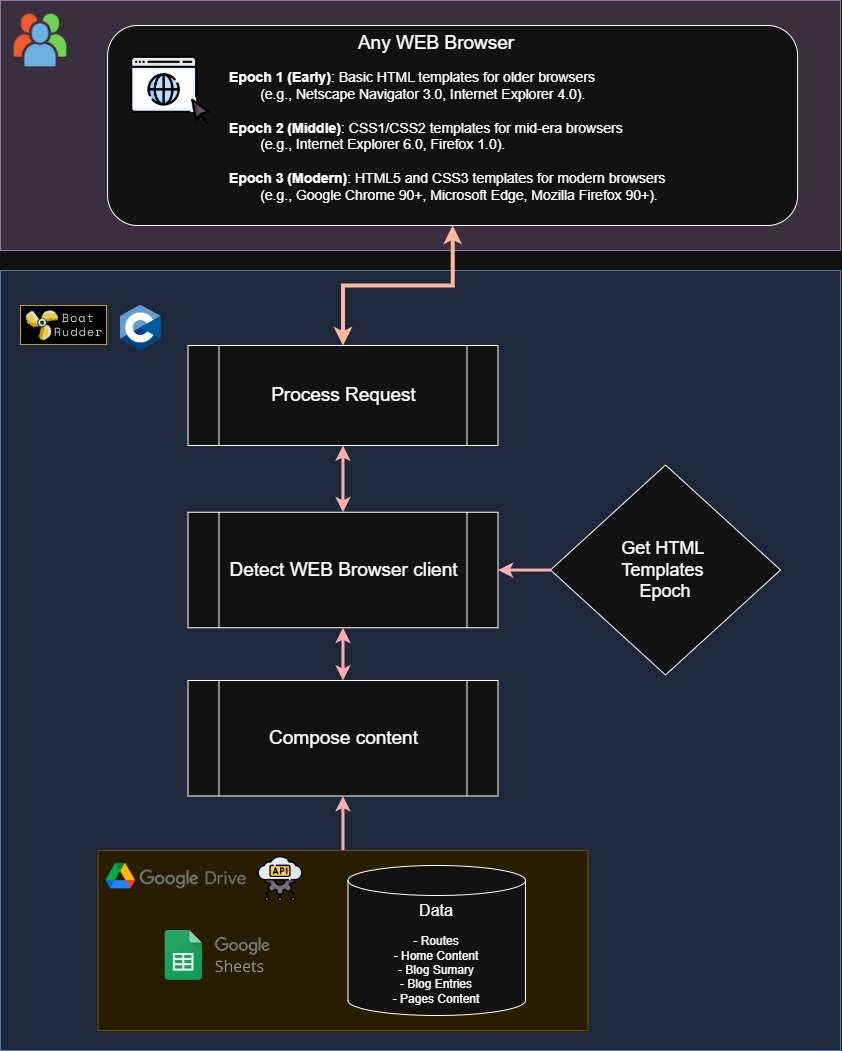 Any WEB Browser
Epoch 1 (Early): Basic HTML templates for older browsers
(e.g., Netscape Navigator 3.0, Internet Explorer 4.0).
Epoch 2 (Middle): CSS1/CSS2 templates for mid-era browsers
(e.g., Internet Explorer 6.0, Firefox 1.0).
Epoch 3 (Modern): HTML5 and CSS3 templates for modern browsers
(e.g., Google Chrome 90+, Microsoft Edge, Mozilla Firefox 90+).
Boat
Rudder
C
Process Request
Detect WEB Browser client
Get HTML
Templates
Epoch
Compose content
Google Drive
API
Google
Sheets
Data
- Routes
- Home Content
- Blog Sumary
- Blog Entries
- Pages Content